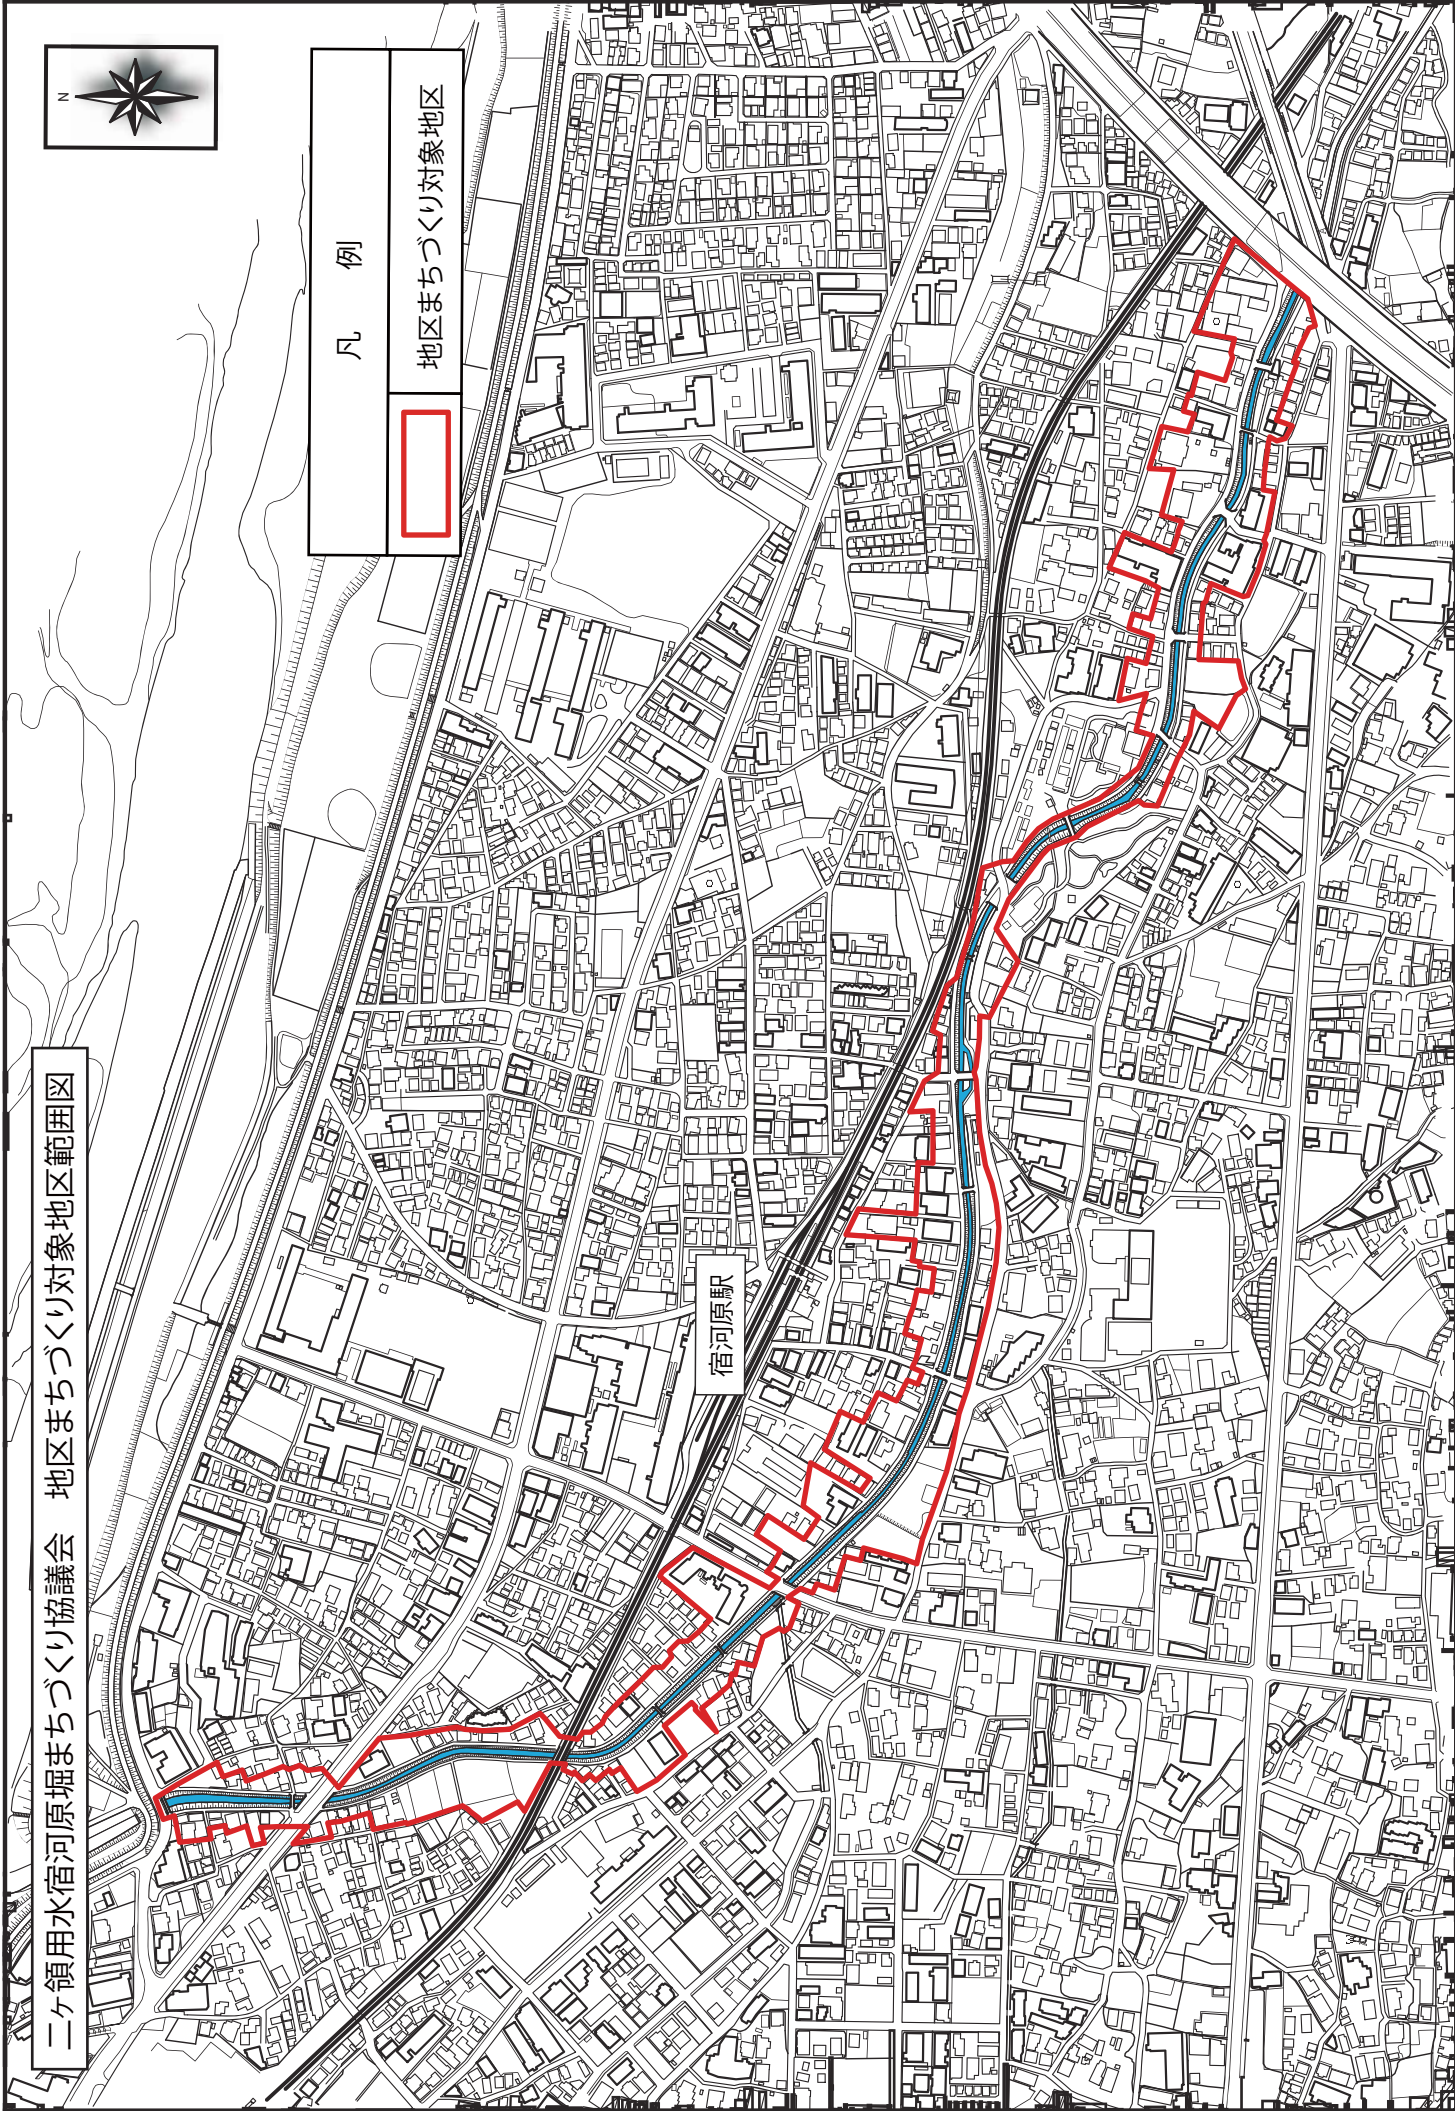 二ヶ領用水宿河原堀まちづくり協議会　地区まちづくり対象地区範囲図
N
凡　例
地区まちづくり対象地区
宿河原駅